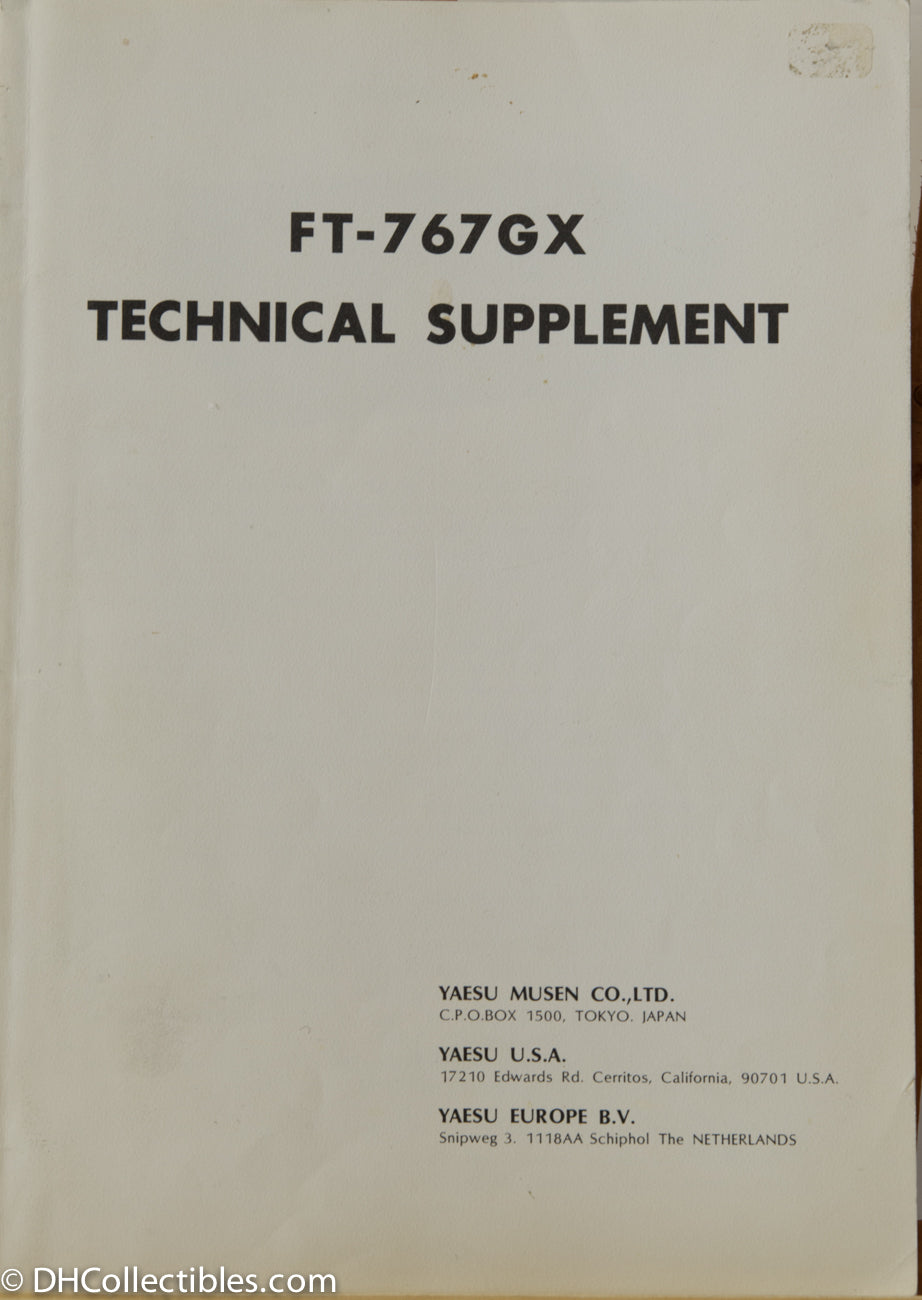 FT-767GX
TECHNICAL SUPPLEMENT
YAESU MUSEN CO.,LTD.
C.P.O.BOX 1500, TOKYO. JAPAN
YAESU U.S.A.
17210 Edwards Rd. Cerritos, California, 90701 U.S.A.
YAESU EUROPE B.V.
Snipweg 3. 1118AA Schiphol The NETHERLANDS
© DHCollectibles.com